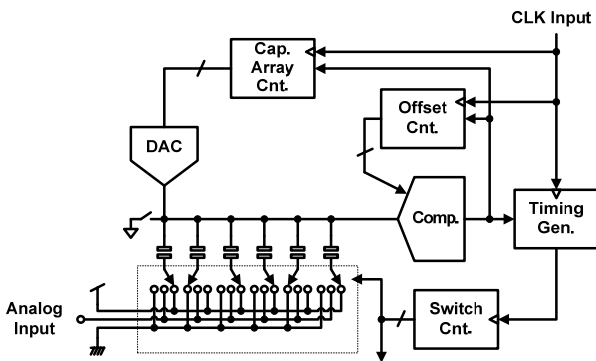 CLK Input
Cap.
Array
Cnt.
Offset
Cnt.
DAC
Comp.
Timing
Gen.
Analog
Input
Switch
Cnt.